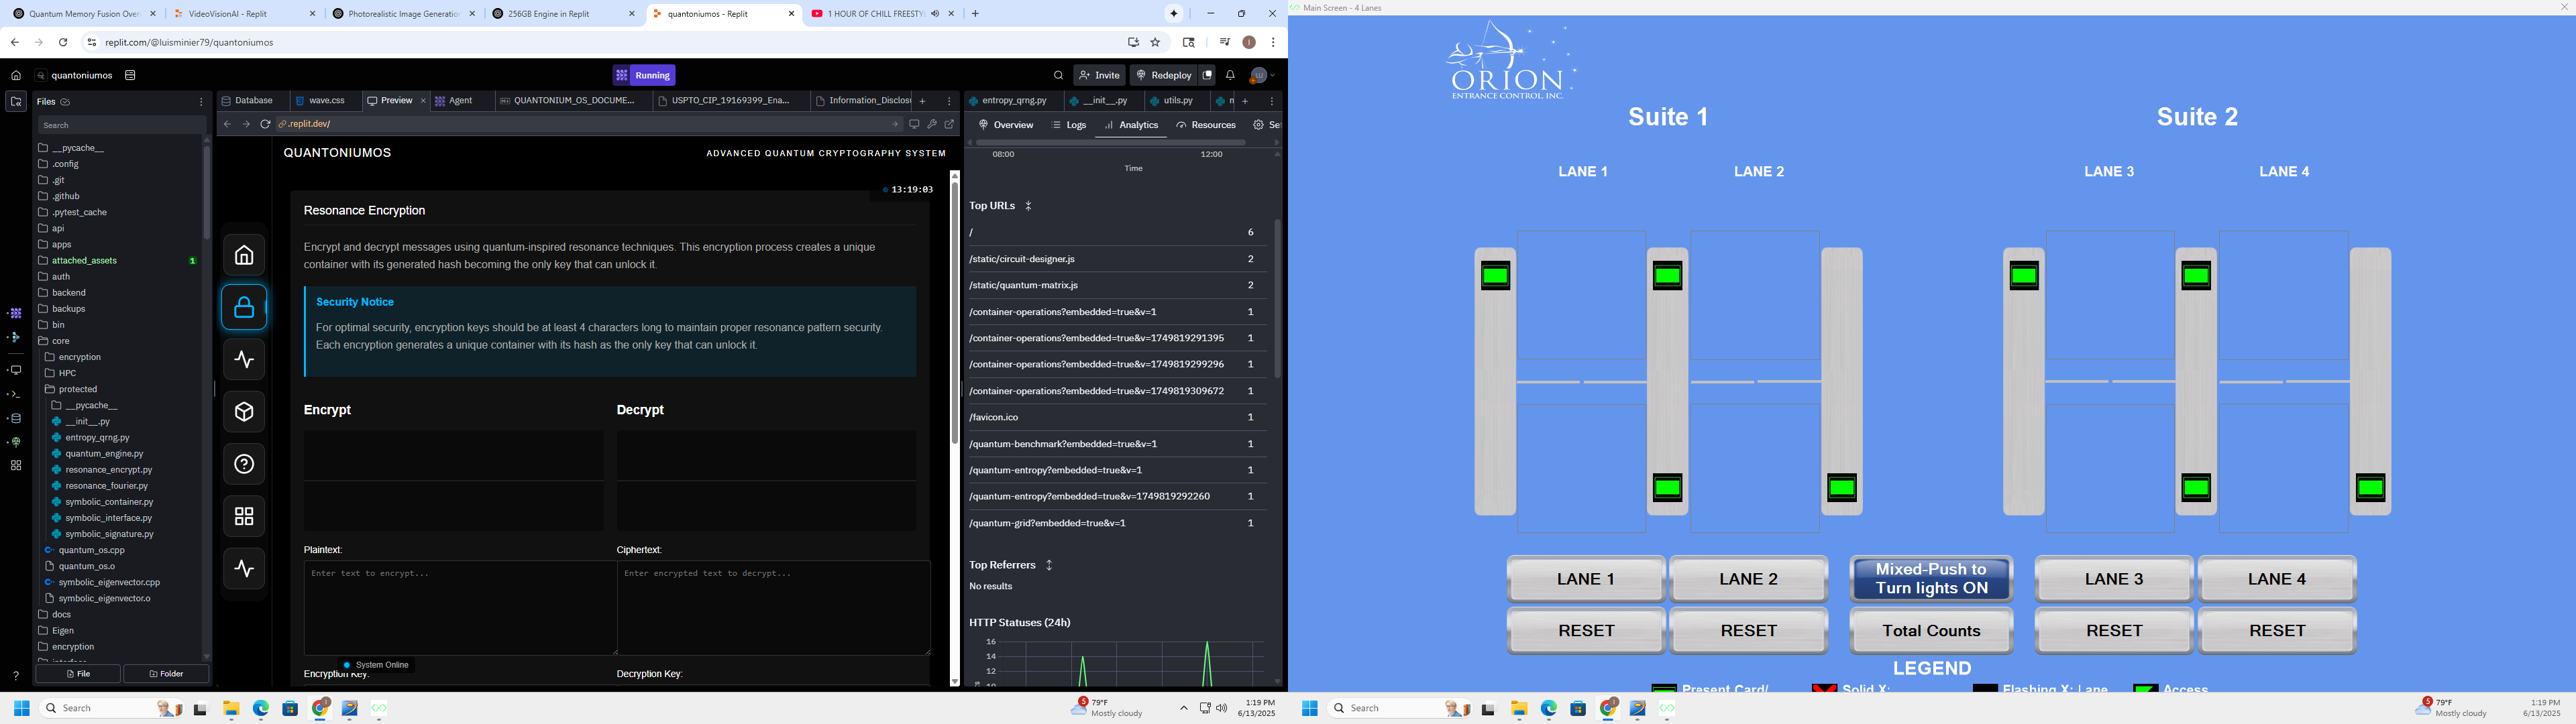 Quantum Memory Fusion Over
VideoVisionAI - Replit
Photorealistic Image Generation
256GB Engine in Replit
quantoniumos - Replit
1 HOUR OF CHILL FREESTY
replit.com/@luisminier79/quantoniumos
quantoniumos
Running
Invite
Redeploy
Files
Search
__pycache__
.config
.git
.github
.pytest_cache
api
apps
attached_assets 1
auth
backend
backups
bin
core
encryption
HPC
protected
__pycache__
__init__.py
entropy_qrng.py
quantum_engine.py
resonance_encrypt.py
resonance_fourier.py
symbolic_container.py
symbolic_interface.py
symbolic_signature.py
quantum_os.cpp
quantum_os.o
symbolic_eigenvector.cpp
symbolic_eigenvector.o
docs
Eigen
encryption
File
Folder
Database
wave.css
Preview
Agent
QUANTONIUM_OS_DOCUME...
USPTO_CIP_19169399_Ena...
Information_Disclosu
.replit.dev/
QUANTONIUMOS
ADVANCED QUANTUM CRYPTOGRAPHY SYSTEM
13:19:03
Resonance Encryption
Encrypt and decrypt messages using quantum-inspired resonance techniques. This encryption process creates a unique
container with its generated hash becoming the only key that can unlock it.
Security Notice
For optimal security, encryption keys should be at least 4 characters long to maintain proper resonance pattern security.
Each encryption generates a unique container with its hash as the only key that can unlock it.
Encrypt
Decrypt
Plaintext:
Ciphertext:
Enter text to encrypt...
Enter encrypted text to decrypt...
System Online
Encryption Key:
Decryption Key:
entropy_qrng.py
__init__.py
utils.py
Overview
Logs
Analytics
Resources
Se
08:00
12:00
Time
Top URLs
/ 6
/static/circuit-designer.js 2
/static/quantum-matrix.js 2
/container-operations?embedded=true&v=1 1
/container-operations?embedded=true&v=1749819291395 1
/container-operations?embedded=true&v=1749819299296 1
/container-operations?embedded=true&v=1749819309672 1
/favicon.ico 1
/quantum-benchmark?embedded=true&v=1 1
/quantum-entropy?embedded=true&v=1 1
/quantum-entropy?embedded=true&v=1749819292260 1
/quantum-grid?embedded=true&v=1 1
Top Referrers
No results
HTTP Statuses (24h)
16
14
12
10
Search
5
79°F
Mostly cloudy
1:19 PM
6/13/2025
Main Screen - 4 Lanes
ORION
ENTRANCE CONTROL, INC.
Suite 1
Suite 2
LANE 1
LANE 2
LANE 3
LANE 4
LANE 1
LANE 2
Mixed-Push to
Turn lights ON
LANE 3
LANE 4
RESET
RESET
Total Counts
RESET
RESET
LEGEND
Present Card/
Solid X:
Flashing X: Lane
Access
Search
5
79°F
Mostly cloudy
1:19 PM
6/13/2025